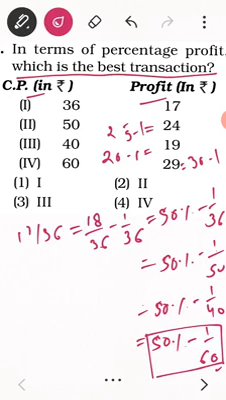 . In terms of percentage profit,
which is the best transaction?
C.P. (in ₹) Profit (In ₹)
(I) 36 17
(II) 50 25-1= 24
(III) 40 20-1= 19
(IV) 60 29=30-1
(1) I (2) II
(3) III (4) IV
17/36 = 18/36 - 1/36 = 50% - 1/36
= 50% - 1/50
= 50% - 1/40
= 50% - 1/60